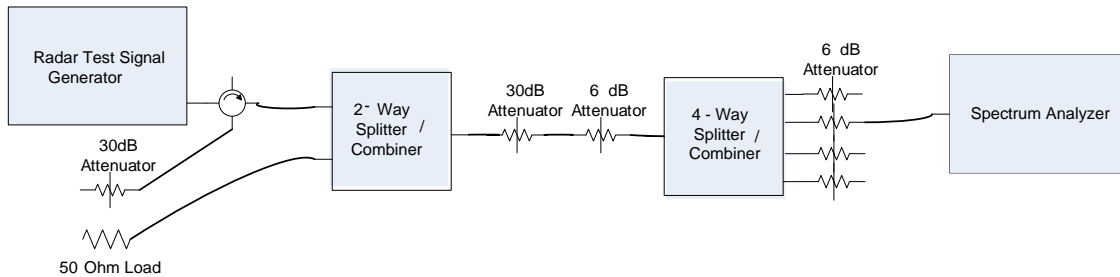 Radar Test Signal
Generator
30dB
Attenuator
50 Ohm Load
2- Way
Splitter /
Combiner
30dB
Attenuator
6 dB
Attenuator
4 - Way
Splitter /
Combiner
6 dB
Attenuator
Spectrum Analyzer